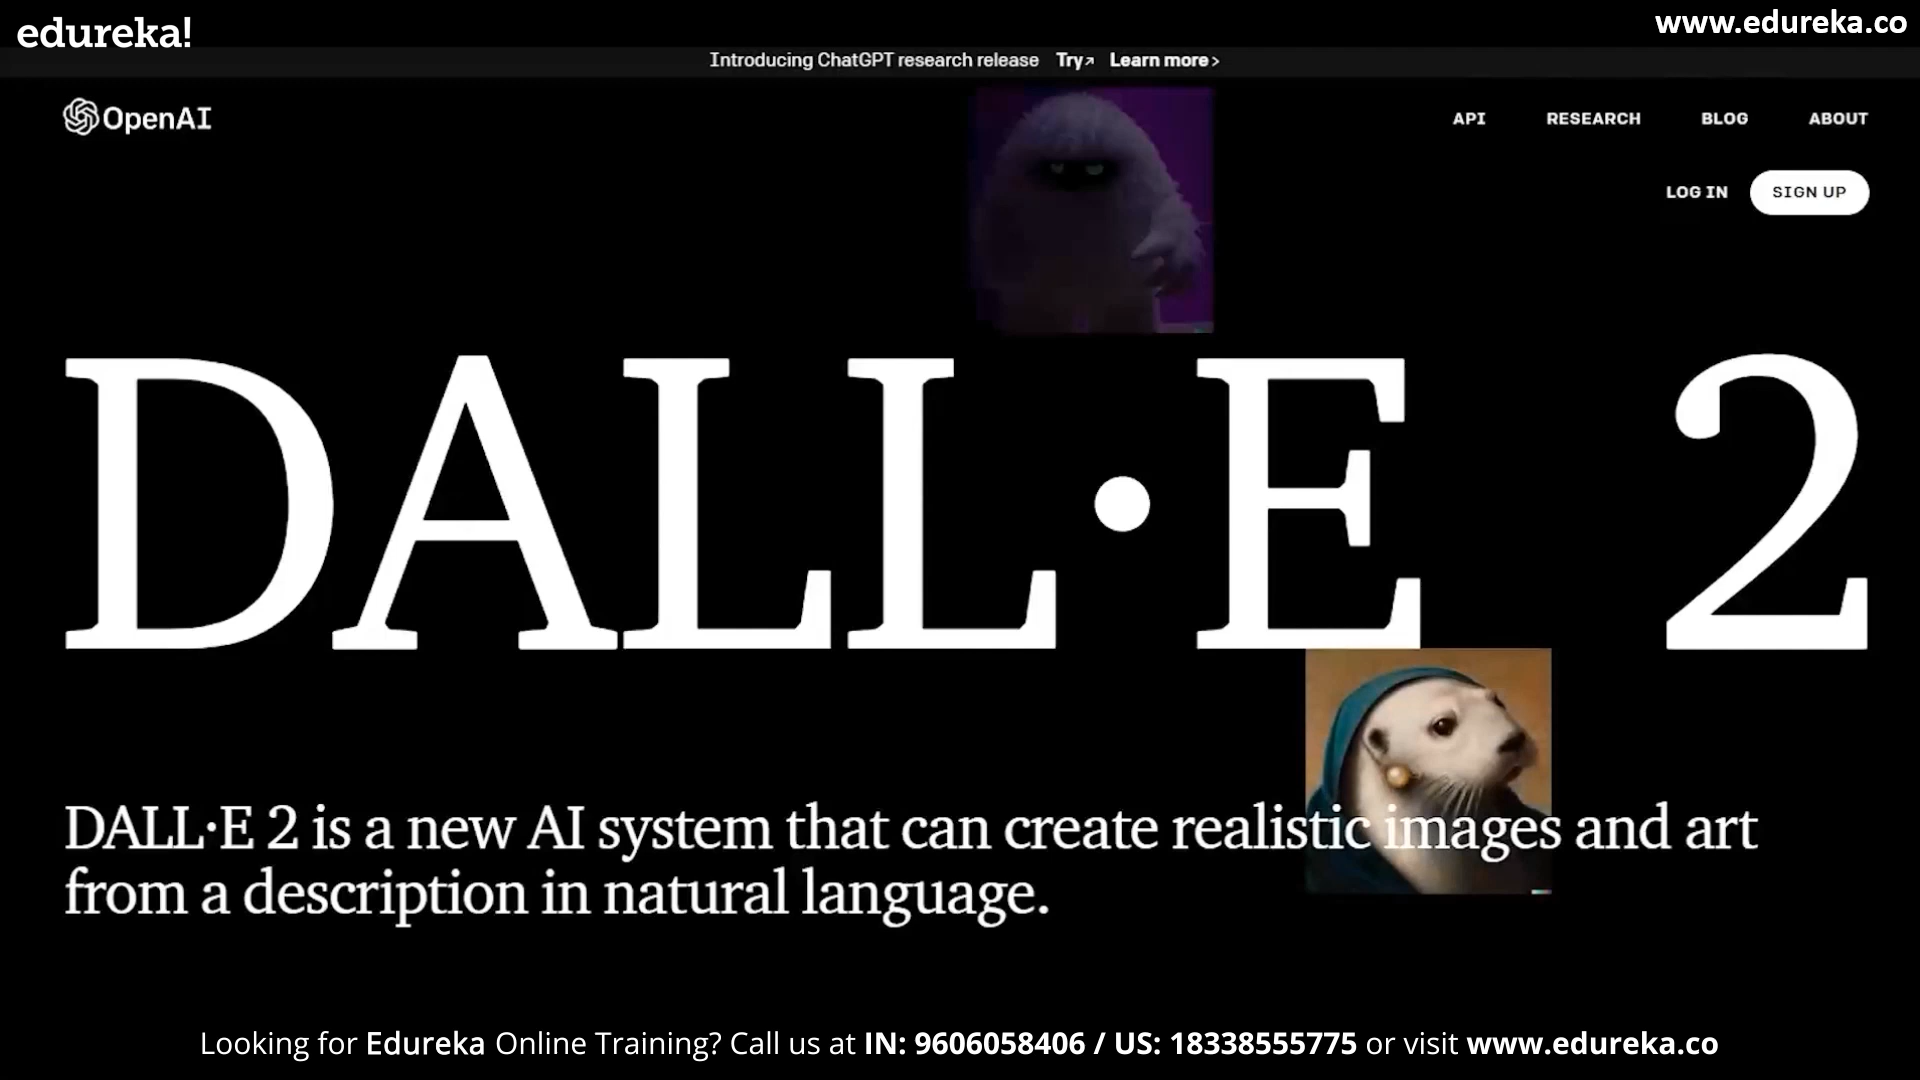 edureka!
www.edureka.co
Introducing ChatGPT research release Try↗ Learn more >
OpenAI
API RESEARCH BLOG ABOUT
LOG IN SIGN UP
DALL·E 2
DALL·E 2 is a new AI system that can create realistic images and art
from a description in natural language.
Looking for Edureka Online Training? Call us at IN: 9606058406 / US: 18338555775 or visit www.edureka.co